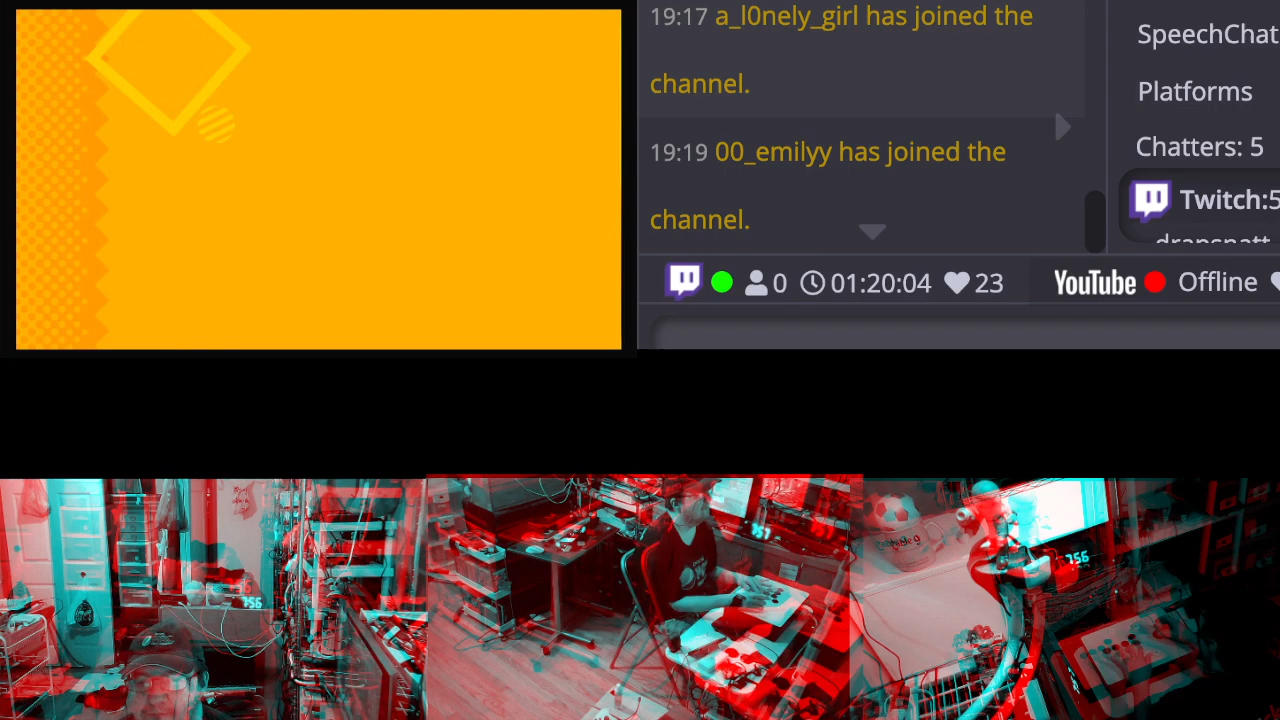 19:17 a_l0nely_girl has joined the
channel.
19:19 00_emilyy has joined the
channel.
SpeechChat
Platforms
Chatters: 5
Twitch:5
0 01:20:04 23
YouTube Offline